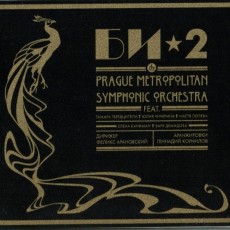 БИ★2
&
PRAGUE METROPOLITAN
SYMPHONIC ORCHESTRA
FEAT.
ДИРИЖЕР
ФЕЛИКС АРАНОВСКИЙ
АРАНЖИРОВКИ
ГЕННАДИЙ КОРНИЛОВ